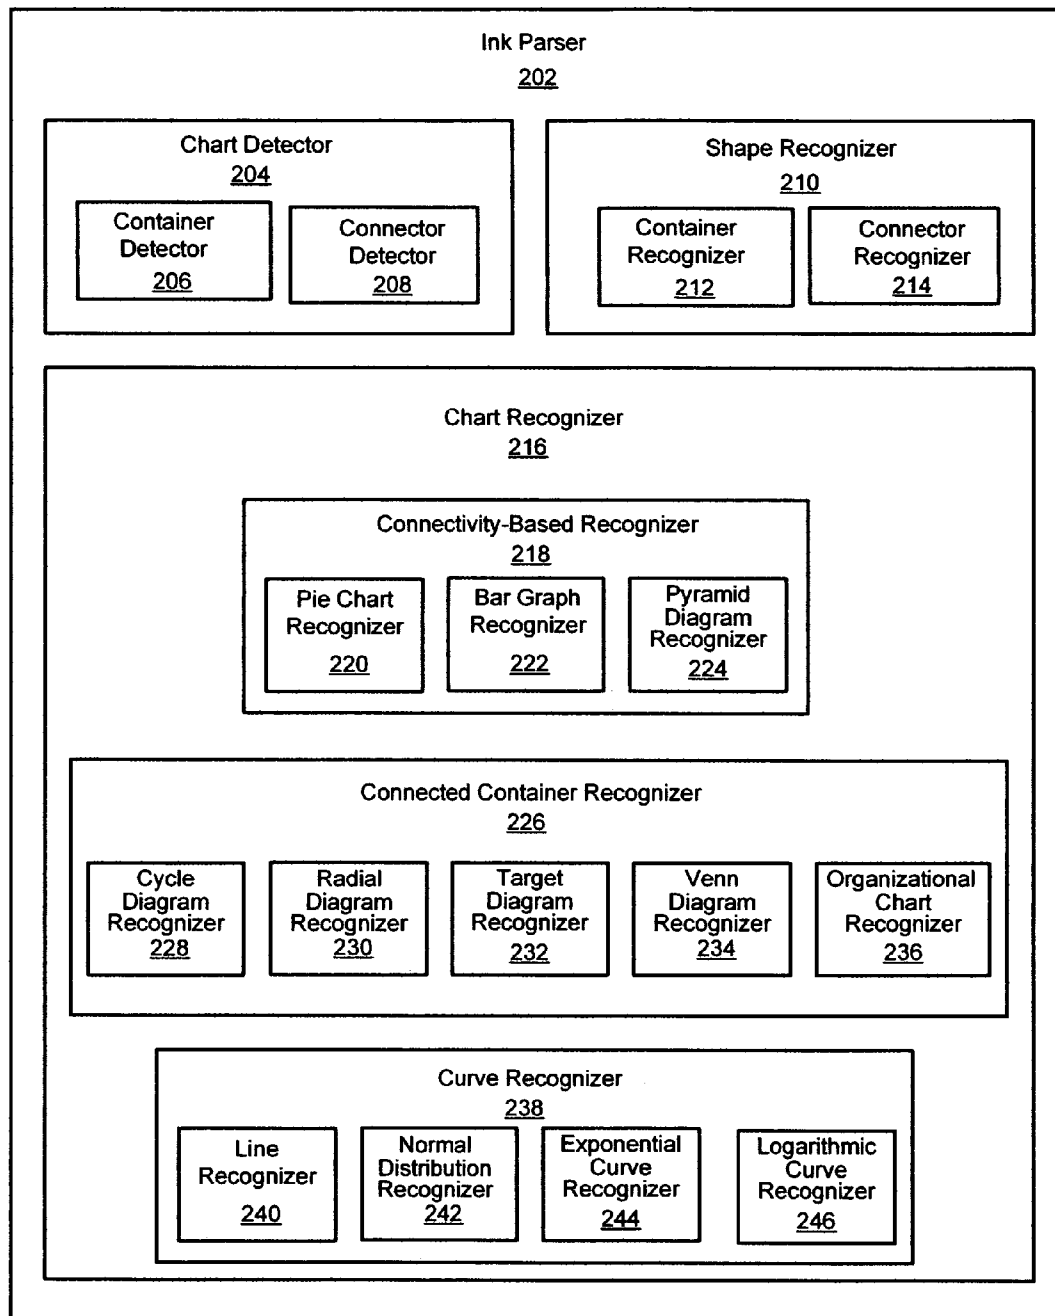 Ink Parser
202
Chart Detector
204
Container
Detector
206
Connector
Detector
208
Shape Recognizer
210
Container
Recognizer
212
Connector
Recognizer
214
Chart Recognizer
216
Connectivity-Based Recognizer
218
Pie Chart
Recognizer
220
Bar Graph
Recognizer
222
Pyramid
Diagram
Recognizer
224
Connected Container Recognizer
226
Cycle
Diagram
Recognizer
228
Radial
Diagram
Recognizer
230
Target
Diagram
Recognizer
232
Venn
Diagram
Recognizer
234
Organizational
Chart
Recognizer
236
Curve Recognizer
238
Line
Recognizer
240
Normal
Distribution
Recognizer
242
Exponential
Curve
Recognizer
244
Logarithmic
Curve
Recognizer
246